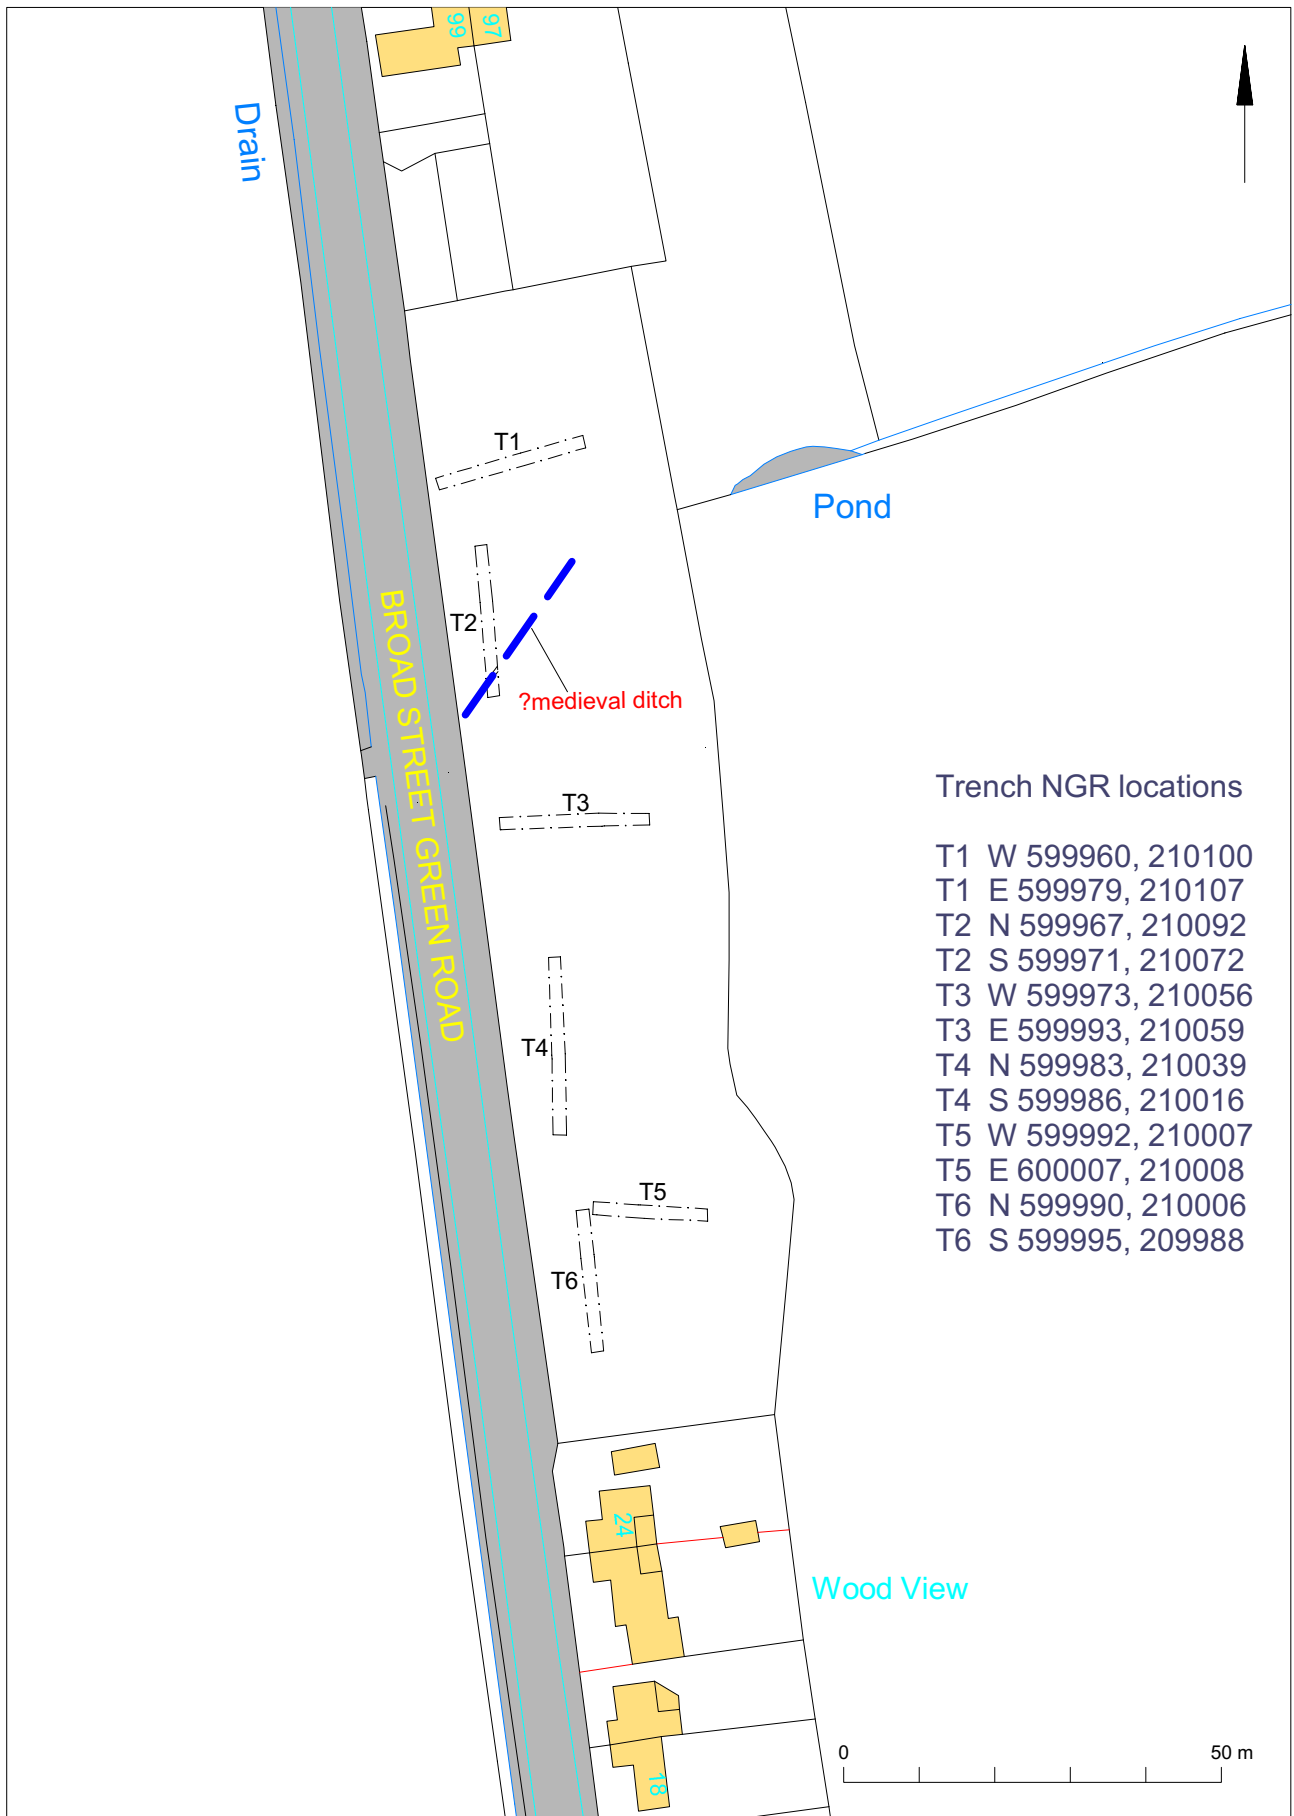 99
97
Drain
T1
Pond
T2
BROAD STREET GREEN ROAD
?medieval ditch
T3
Trench NGR locations
T1 W 599960, 210100
T1 E 599979, 210107
T2 N 599967, 210092
T2 S 599971, 210072
T3 W 599973, 210056
T3 E 599993, 210059
T4 N 599983, 210039
T4 S 599986, 210016
T5 W 599992, 210007
T5 E 600007, 210008
T6 N 599990, 210006
T6 S 599995, 209988
T4
T5
T6
24
Wood View
18
0
50 m